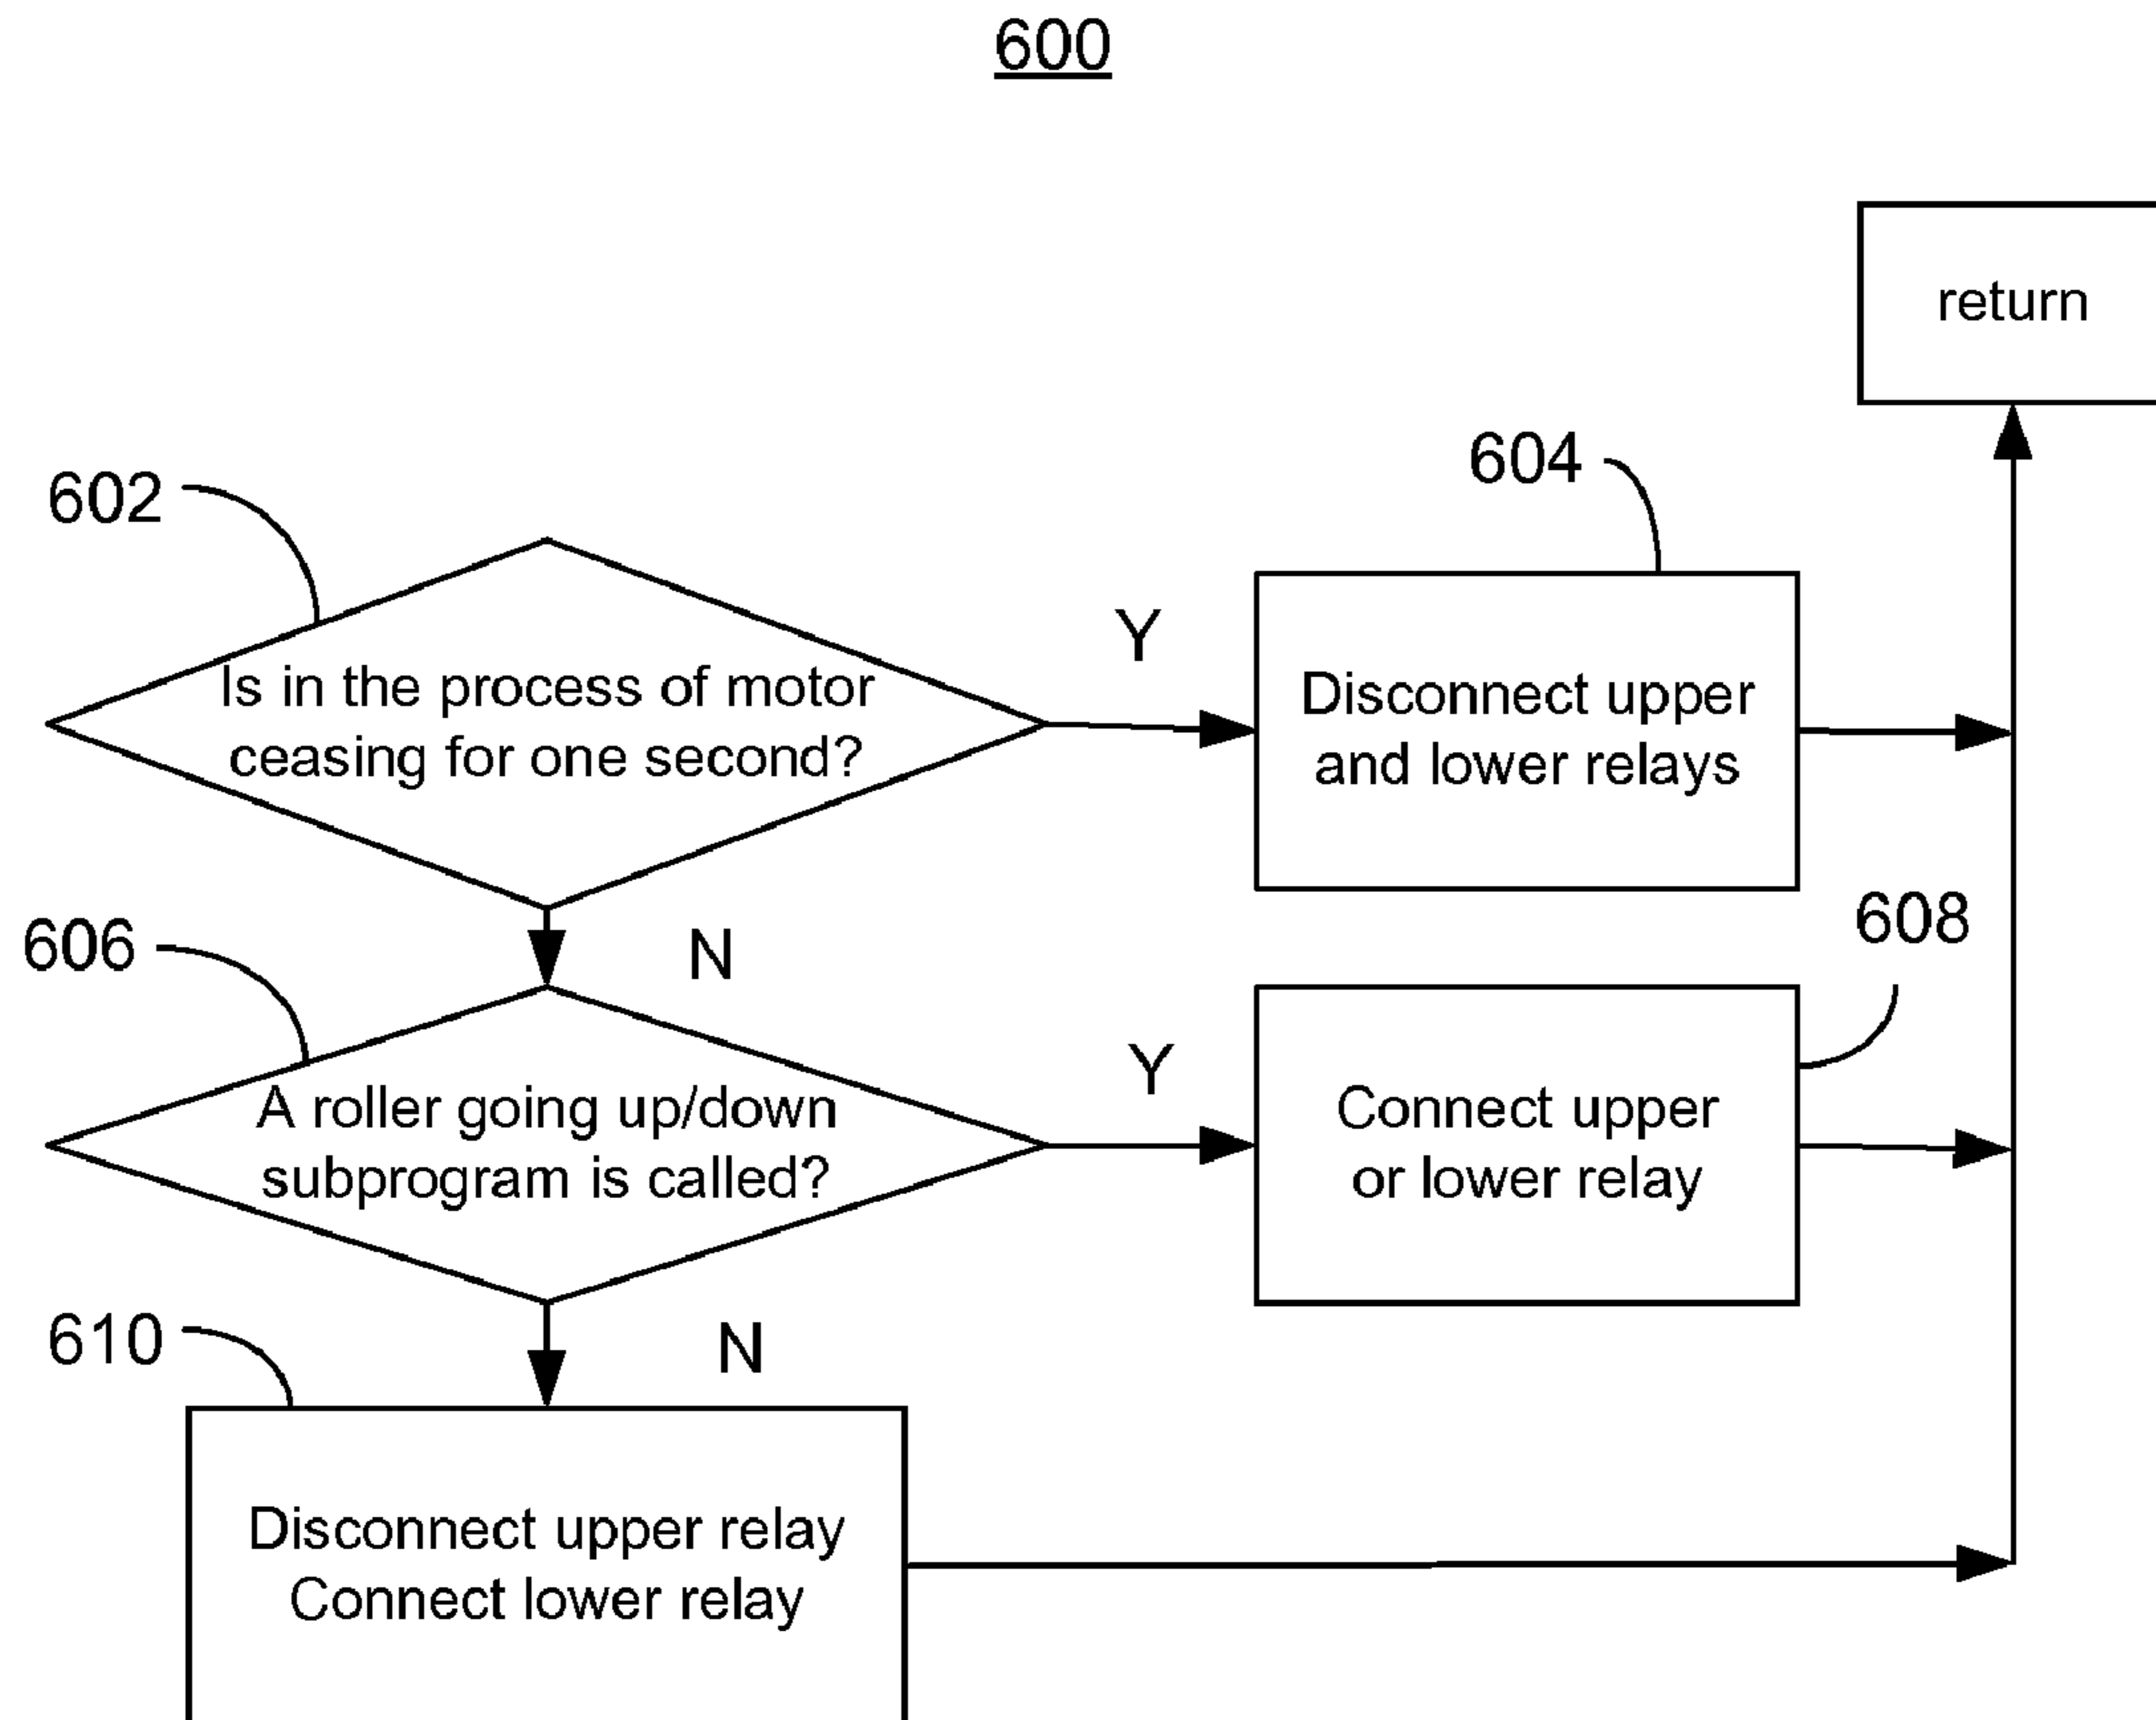 600
return
604
602
Y
Is in the process of motor
ceasing for one second?
Disconnect upper
and lower relays
608
606
N
Y
A roller going up/down
subprogram is called?
Connect upper
or lower relay
610
N
Disconnect upper relay
Connect lower relay